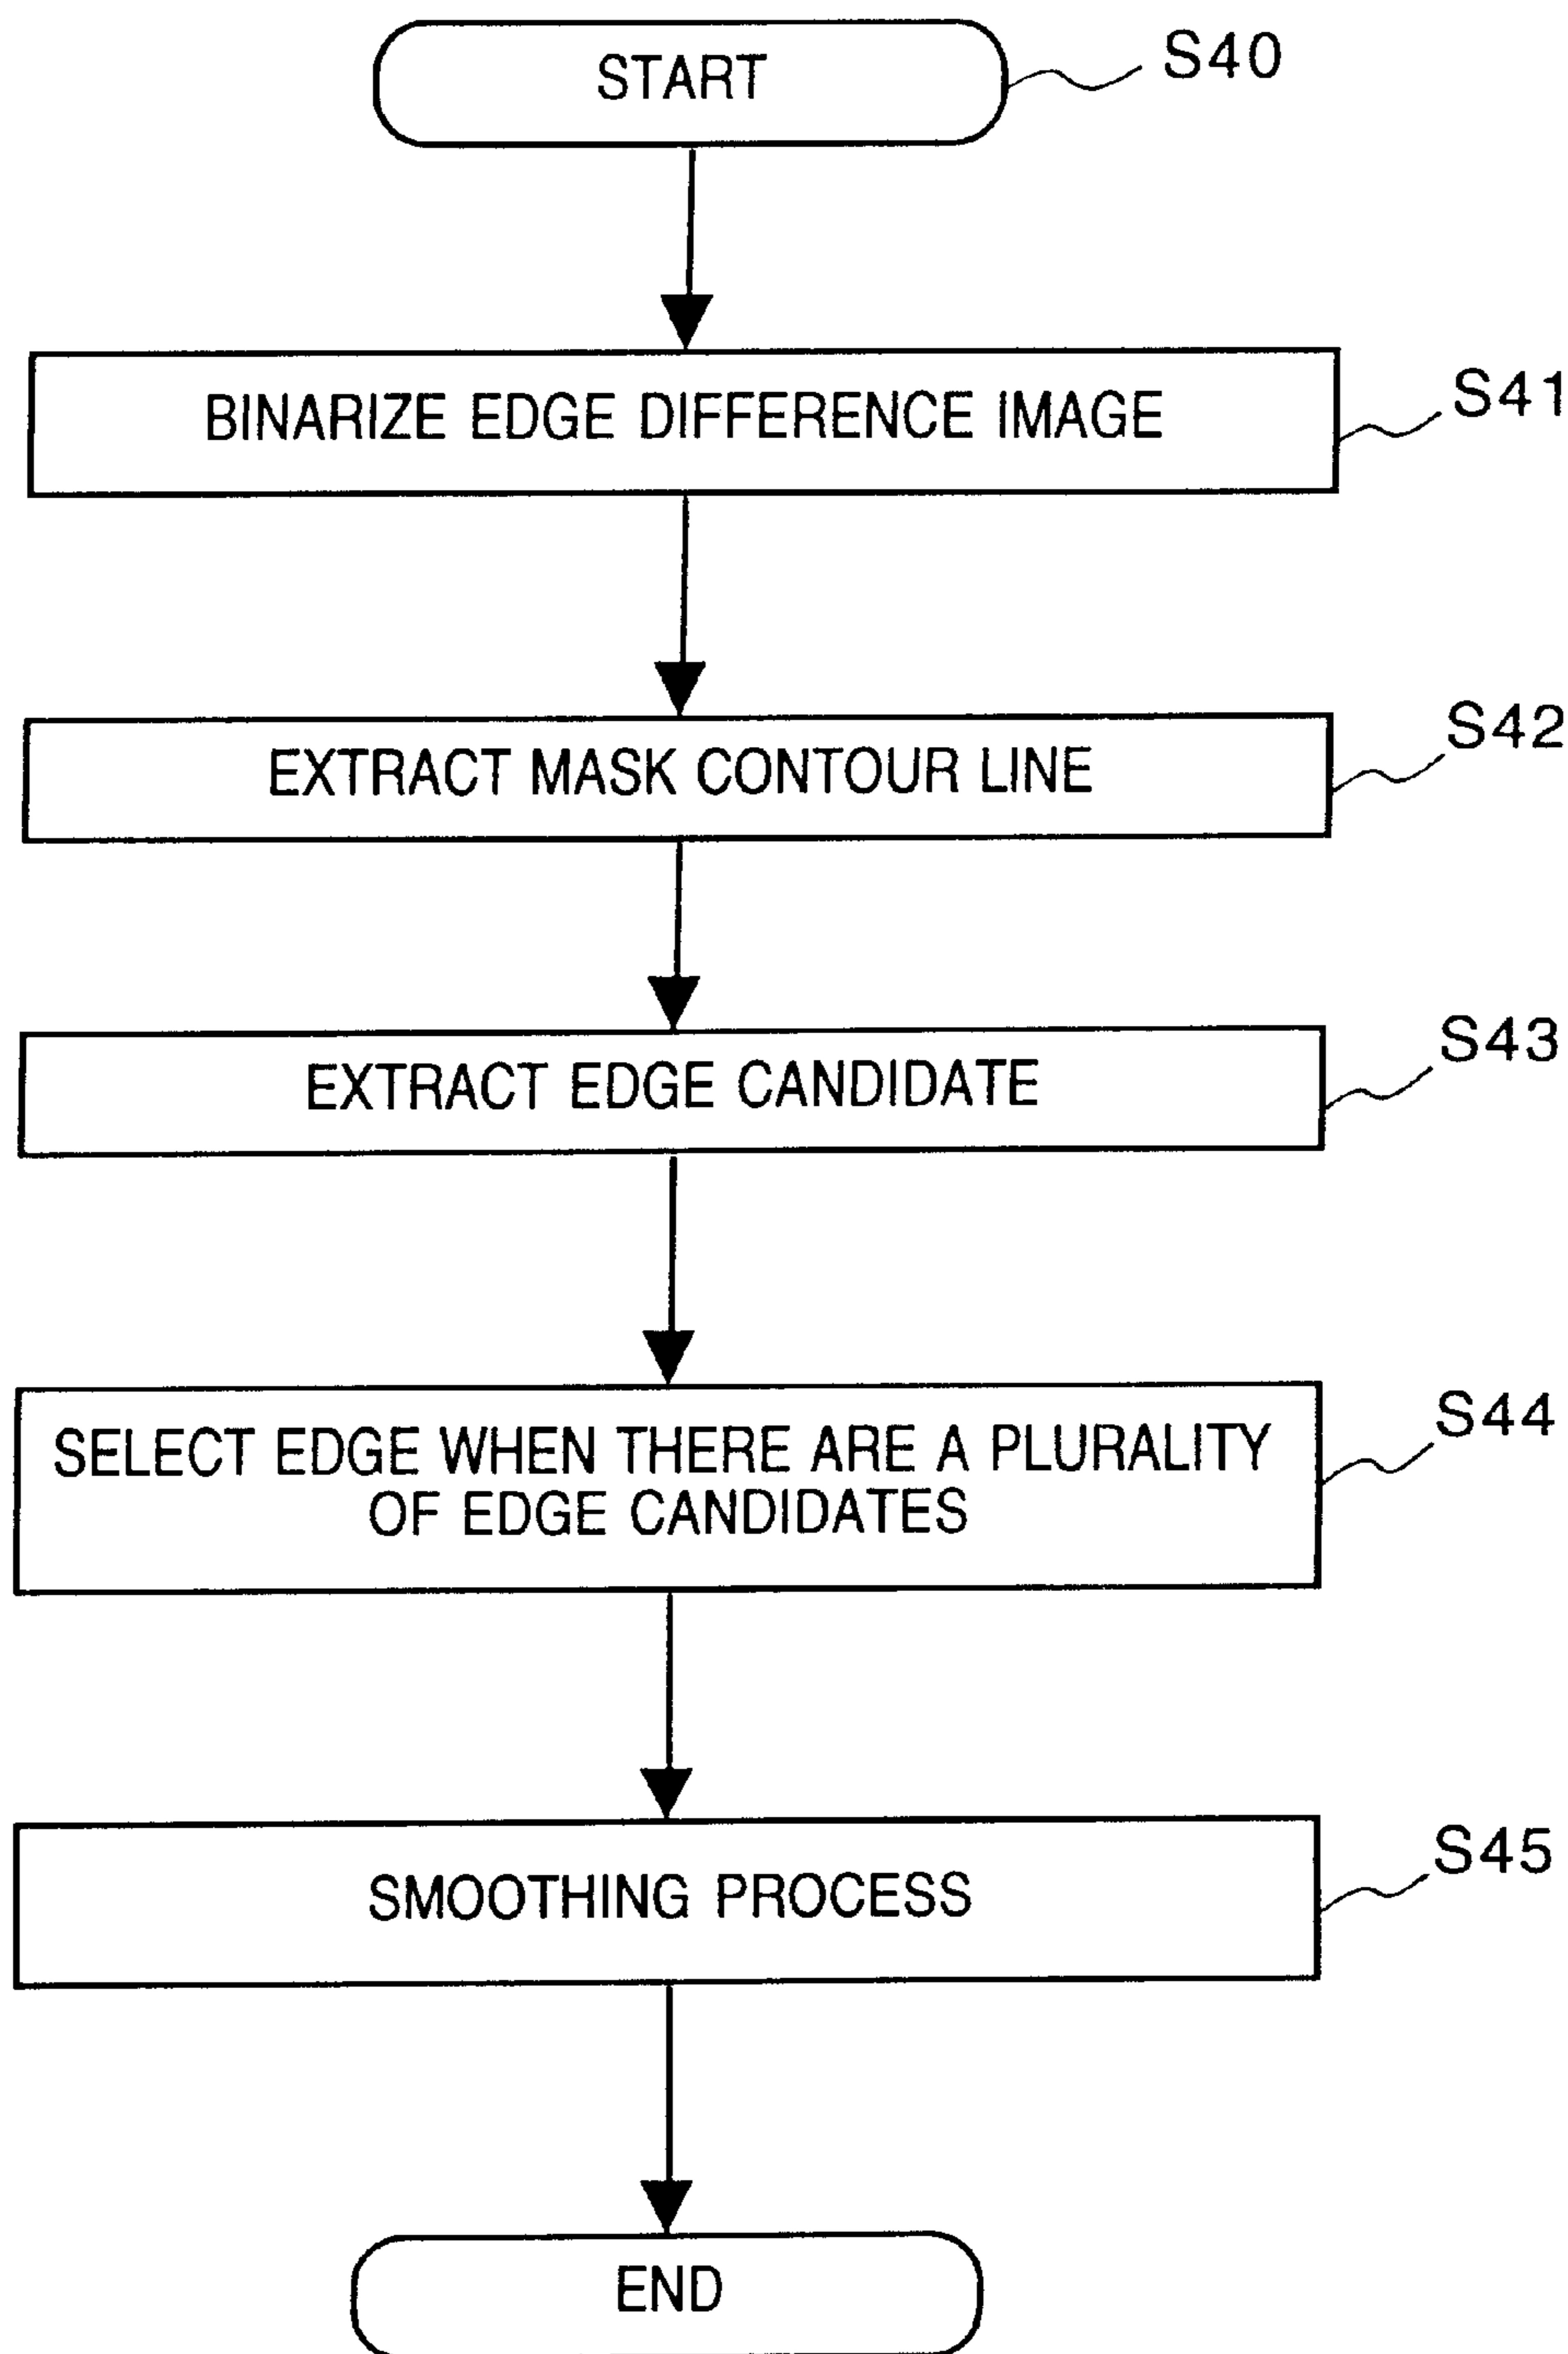 START
S40
BINARIZE EDGE DIFFERENCE IMAGE
S41
EXTRACT MASK CONTOUR LINE
S42
EXTRACT EDGE CANDIDATE
S43
SELECT EDGE WHEN THERE ARE A PLURALITY
OF EDGE CANDIDATES
S44
SMOOTHING PROCESS
S45
END